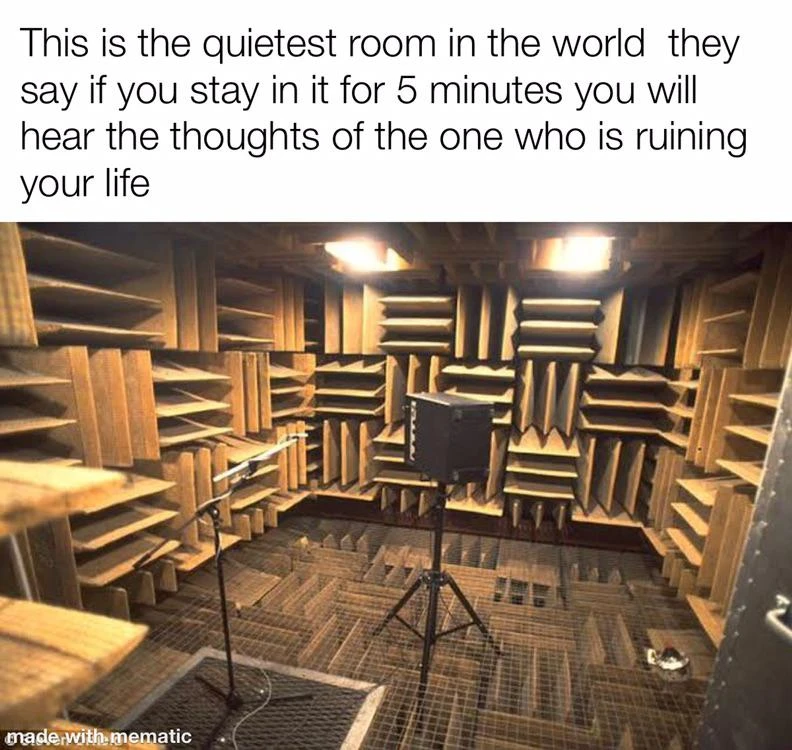 This is the quietest room in the world  they
say if you stay in it for 5 minutes you will
hear the thoughts of the one who is ruining
your life
made with mematic